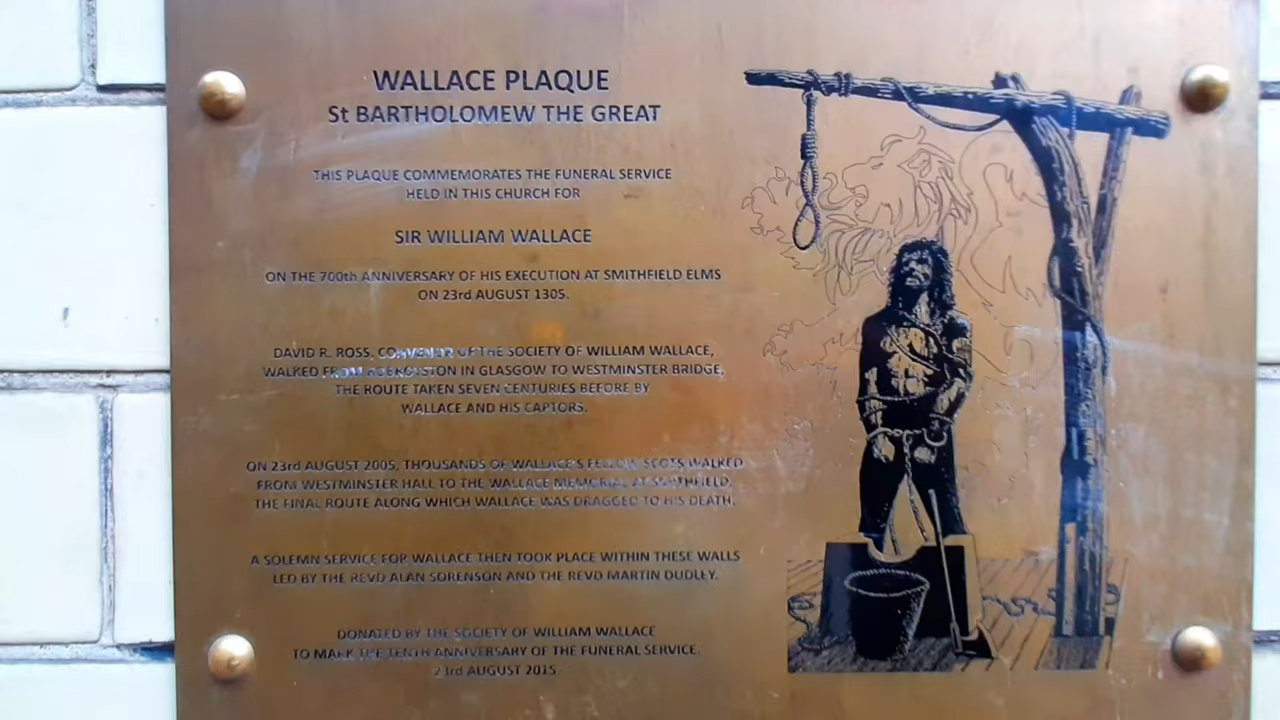 WALLACE PLAQUE
St BARTHOLOMEW THE GREAT
THIS PLAQUE COMMEMORATES THE FUNERAL SERVICE
HELD IN THIS CHURCH FOR
SIR WILLIAM WALLACE
ON THE 700th ANNIVERSARY OF HIS EXECUTION AT SMITHFIELD ELMS
ON 23rd AUGUST 1305.
DAVID R. ROSS, CONVENOR OF THE SOCIETY OF WILLIAM WALLACE,
WALKED FROM ROBROYSTON IN GLASGOW TO WESTMINSTER BRIDGE,
THE ROUTE TAKEN SEVEN CENTURIES BEFORE BY
WALLACE AND HIS CAPTORS.
ON 23rd AUGUST 2005, THOUSANDS OF WALLACE'S FELLOW SCOTS WALKED
FROM WESTMINSTER HALL TO THE WALLACE MEMORIAL AT SMITHFIELD,
THE FINAL ROUTE ALONG WHICH WALLACE WAS DRAGGED TO HIS DEATH.
A SOLEMN SERVICE FOR WALLACE THEN TOOK PLACE WITHIN THESE WALLS
LED BY THE REVD ALAN SORENSON AND THE REVD MARTIN DUDLEY.
DONATED BY THE SOCIETY OF WILLIAM WALLACE
TO MARK THE TENTH ANNIVERSARY OF THE FUNERAL SERVICE.
23rd AUGUST 2015